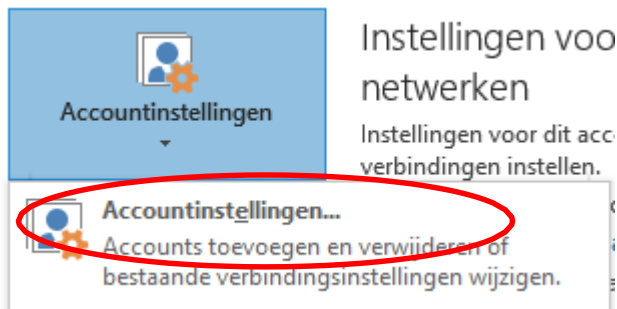 Accountinstellingen
Instellingen voo
netwerken
Instellingen voor dit acc
verbindingen instellen.
Accountinstellingen...
Accounts toevoegen en verwijderen of
bestaande verbindingsinstellingen wijzigen.